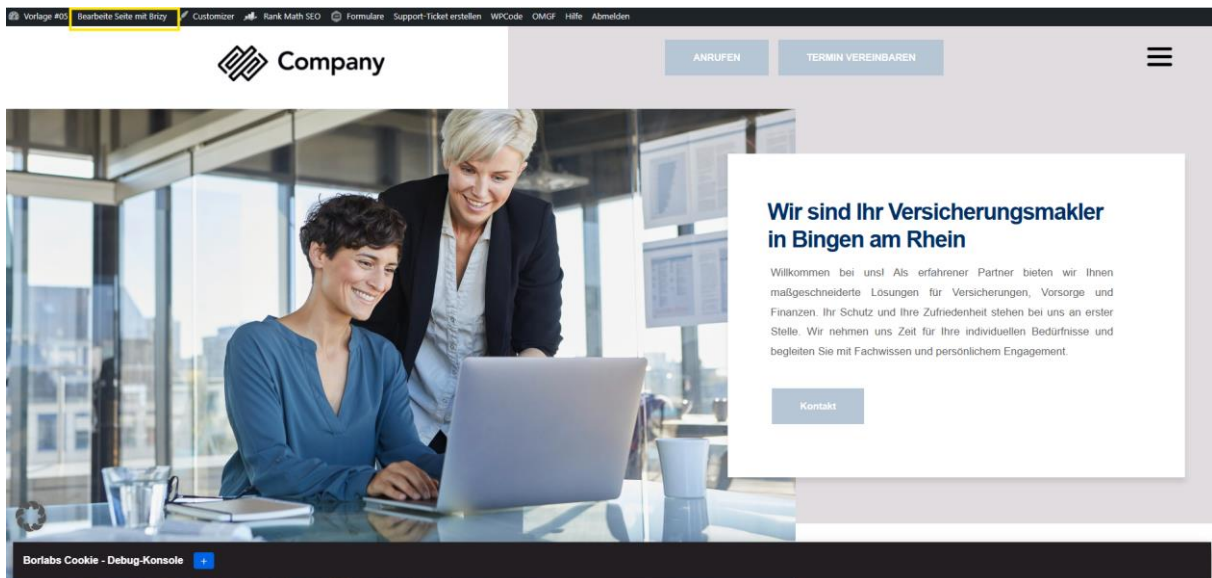 Vorlage #05 Bearbeite Seite mit Brizy Customizer Rank Math SEO Formulare Support-Ticket erstellen WPCode OMGF Hilfe Abmelden
Company
ANRUFEN
TERMIN VEREINBAREN
Wir sind Ihr Versicherungsmakler
in Bingen am Rhein
Willkommen bei uns! Als erfahrener Partner bieten wir Ihnen
maßgeschneiderte Lösungen für Versicherungen, Vorsorge und
Finanzen. Ihr Schutz und Ihre Zufriedenheit stehen bei uns an erster
Stelle. Wir nehmen uns Zeit für Ihre individuellen Bedürfnisse und
begleiten Sie mit Fachwissen und persönlichem Engagement.
Kontakt
Borlabs Cookie - Debug-Konsole +